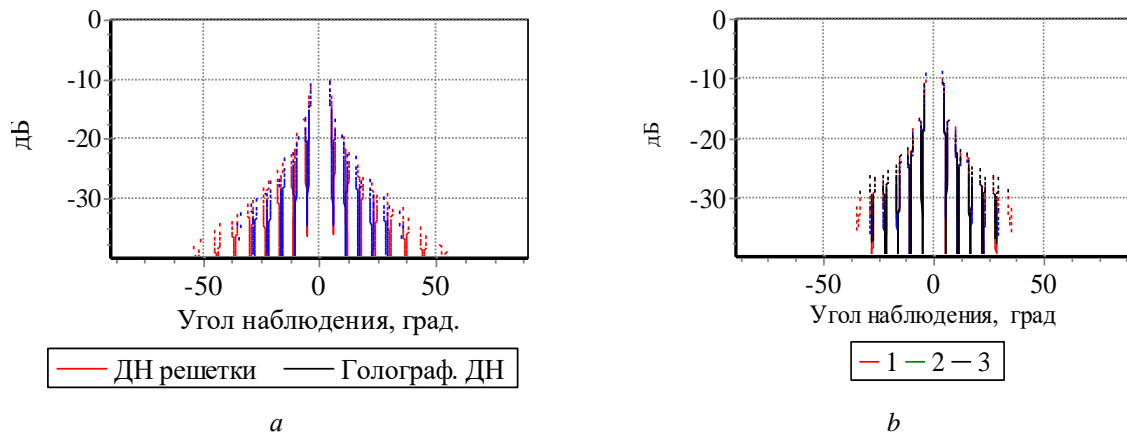 0
-10
-20
-30
дБ
-50 0 50
Угол наблюдения, град.
ДН решетки Голограф. ДН
a
0
-10
-20
-30
дБ
-50 0 50
Угол наблюдения, град
1 2 3
b